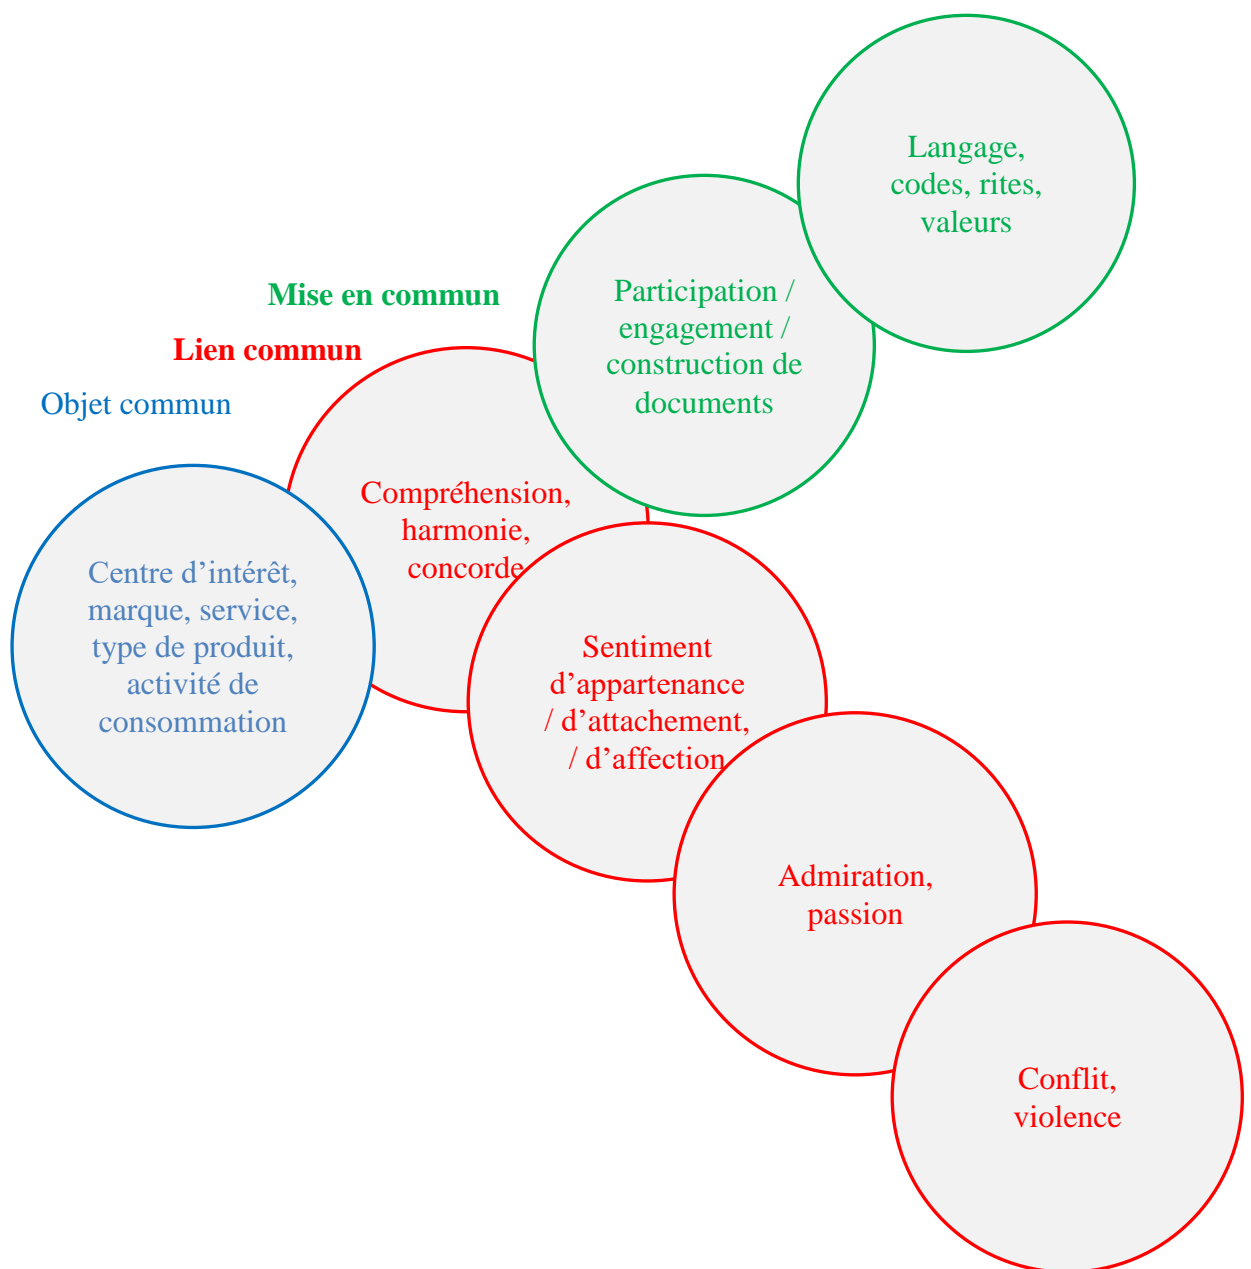 Langage,
codes, rites,
valeurs
Mise en commun
Participation /
engagement /
construction de
documents
Lien commun
Objet commun
Compréhension,
harmonie,
concorde
Centre d’intérêt,
marque, service,
type de produit,
activité de
consommation
Sentiment
d’appartenance
/ d’attachement,
/ d’affection
Admiration,
passion
Conflit,
violence